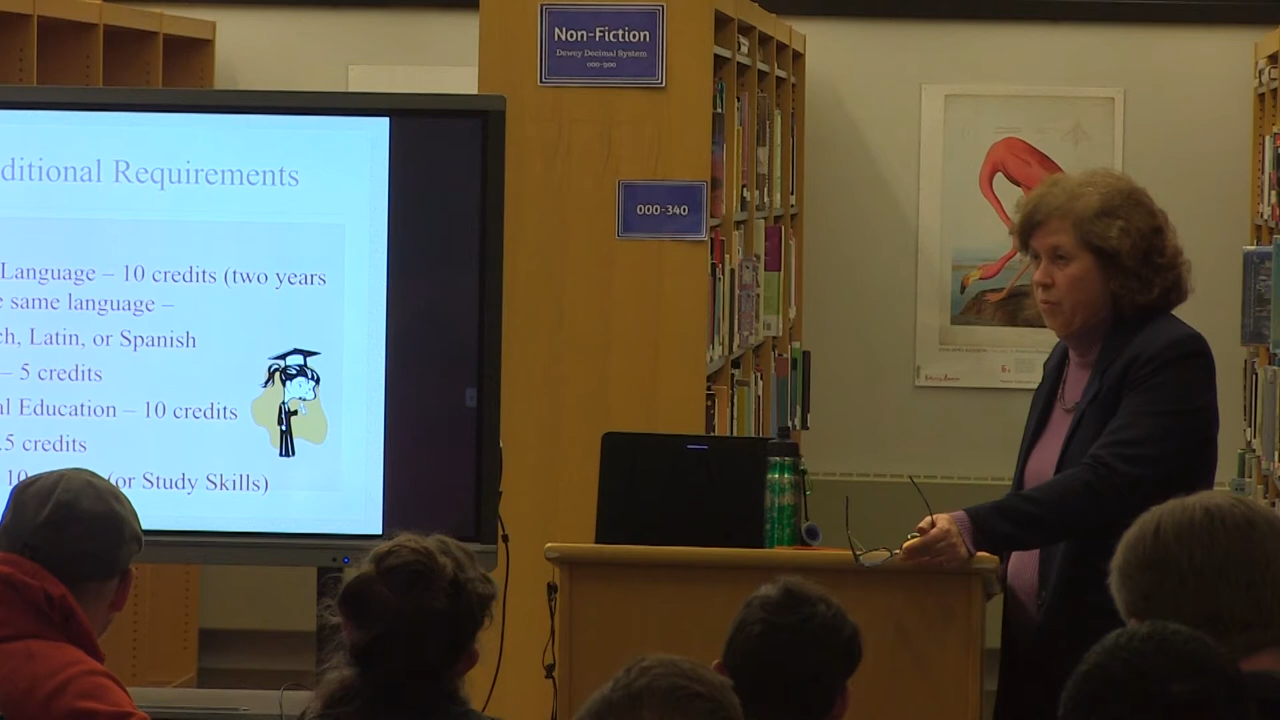 Non-Fiction
Dewey Decimal System
000-900
000-340
ditional Requirements
Language – 10 credits (two years
e same language –
ch, Latin, or Spanish
– 5 credits
al Education – 10 credits
.5 credits
10 (or Study Skills)